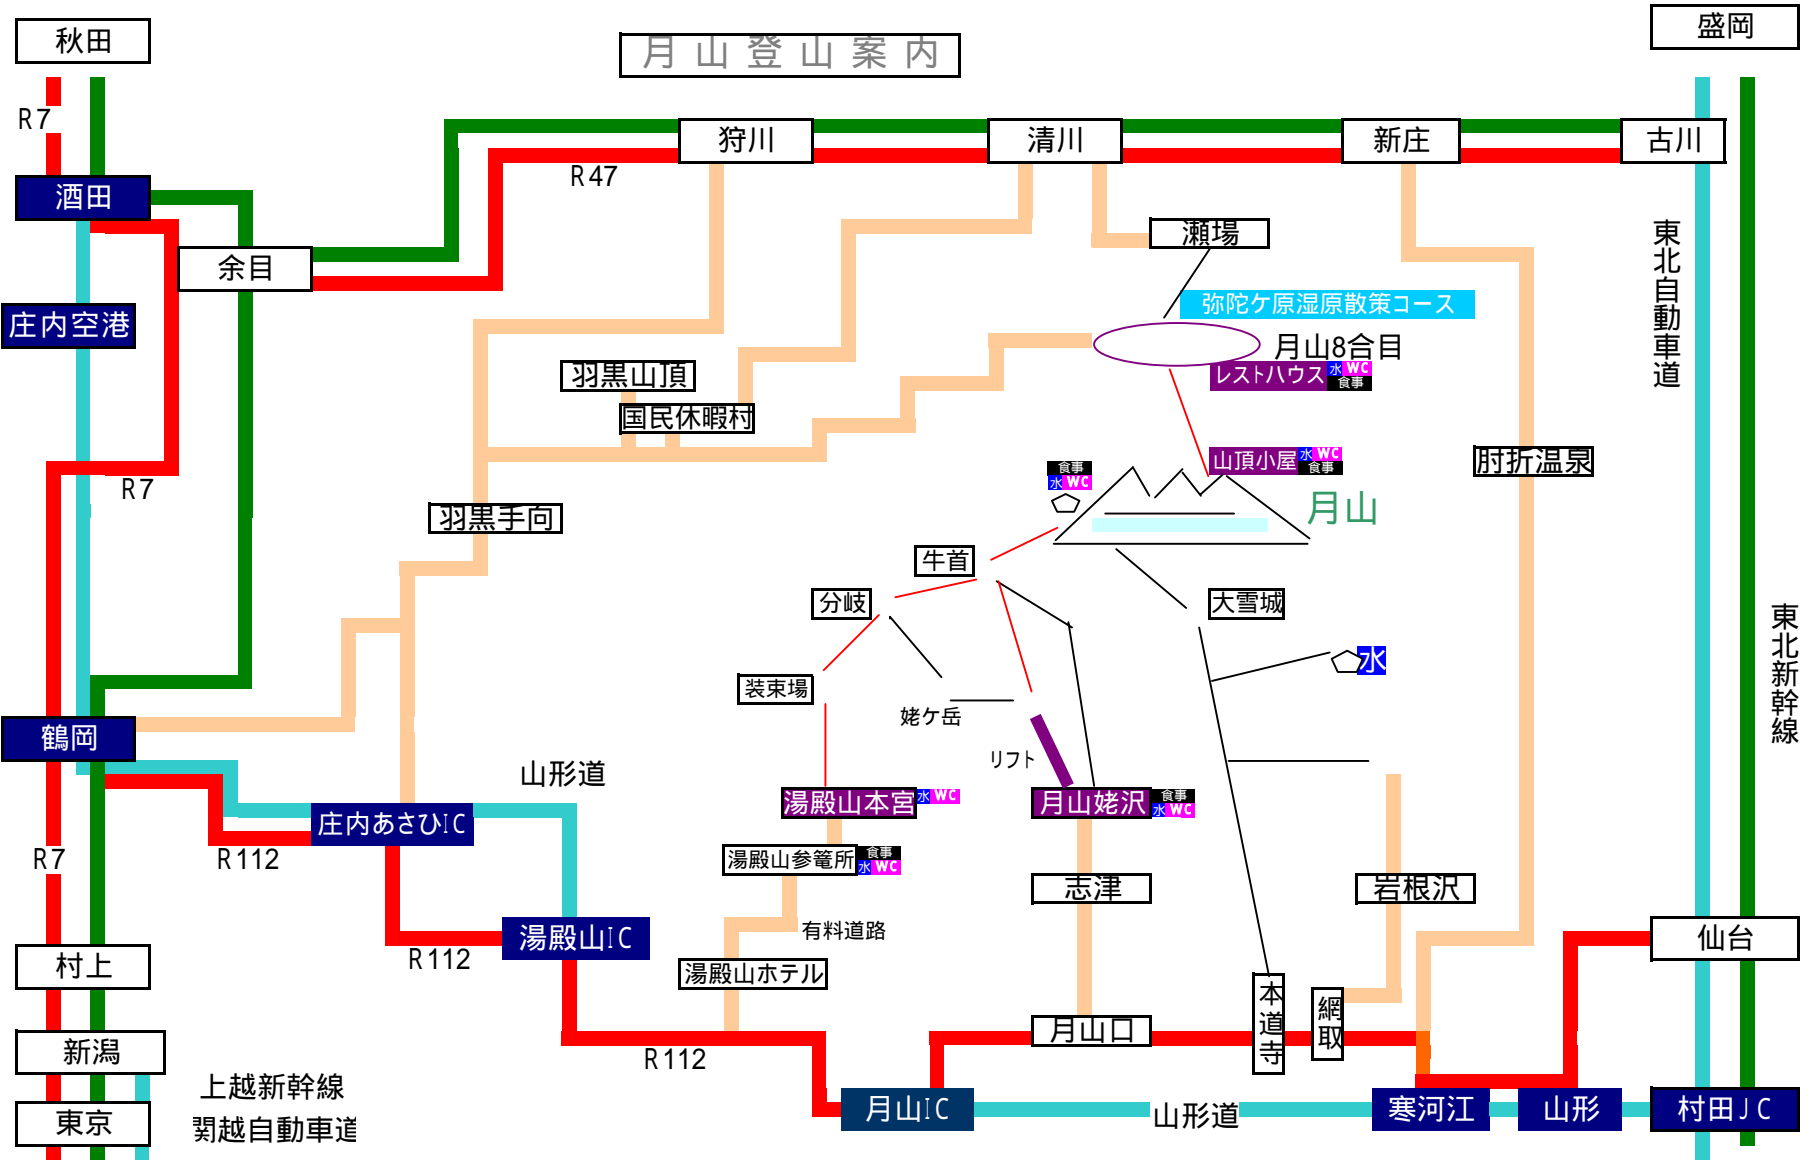 月山登山案内
秋田
盛岡
R7
狩川
清川
新庄
古川
R47
酒田
瀬場
東北自動車道
余目
庄内空港
弥陀ケ原湿原散策コース
月山8合目
レストハウス
水 WC
食事
羽黒山頂
国民休暇村
R7
山頂小屋
水 WC
食事
肘折温泉
食事
水 WC
月山
羽黒手向
牛首
分岐
大雪城
水
装束場
姥ケ岳
東北新幹線
鶴岡
リフト
山形道
湯殿山本宮
水 WC
月山姥沢
食事
水 WC
庄内あさひIC
R7
R112
湯殿山参篭所
食事
水 WC
志津
岩根沢
有料道路
湯殿山IC
R112
仙台
村上
湯殿山ホテル
本道寺
網取
月山口
新潟
R112
上越新幹線
関越自動車道
東京
月山IC
山形道
寒河江
山形
村田JC